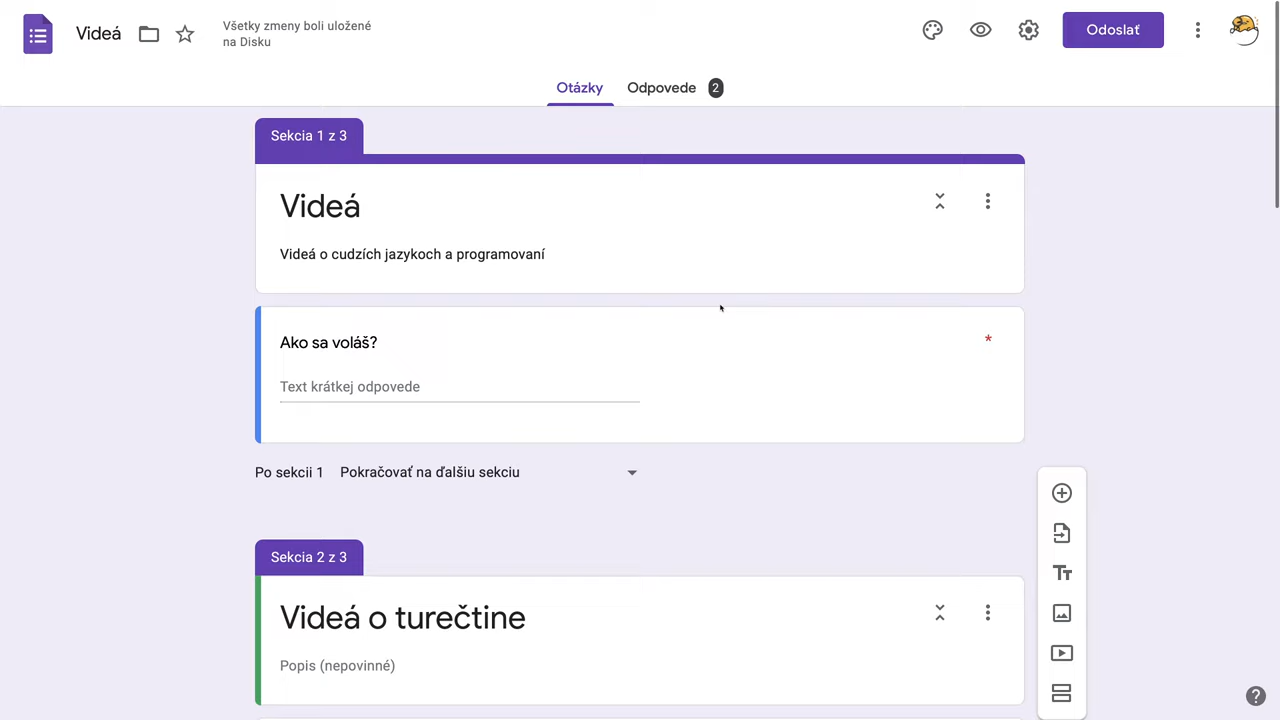 Videá
Všetky zmeny boli uložené
na Disku
Odoslať
Otázky
Odpovede 2
Sekcia 1 z 3
Videá
Videá o cudzích jazykoch a programovaní
Ako sa voláš? *
Text krátkej odpovede
Po sekcii 1 Pokračovať na ďalšiu sekciu
Sekcia 2 z 3
Videá o turečtine
Popis (nepovinné)